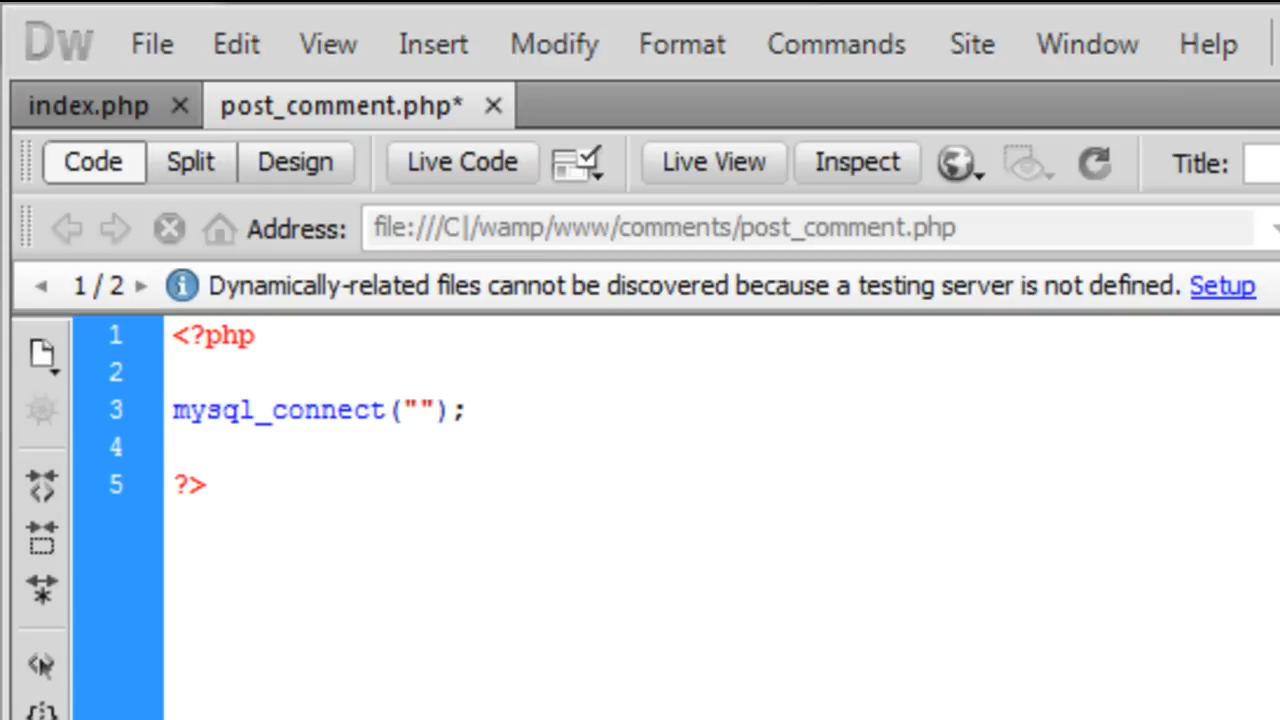 Dw File Edit View Insert Modify Format Commands Site Window Help
index.php post_comment.php*
Code Split Design Live Code Live View Inspect Title:
Address: file:///C|/wamp/www/comments/post_comment.php
1 / 2 Dynamically-related files cannot be discovered because a testing server is not defined. Setup
1 <?php
2
3 mysql_connect("");
4
5 ?>